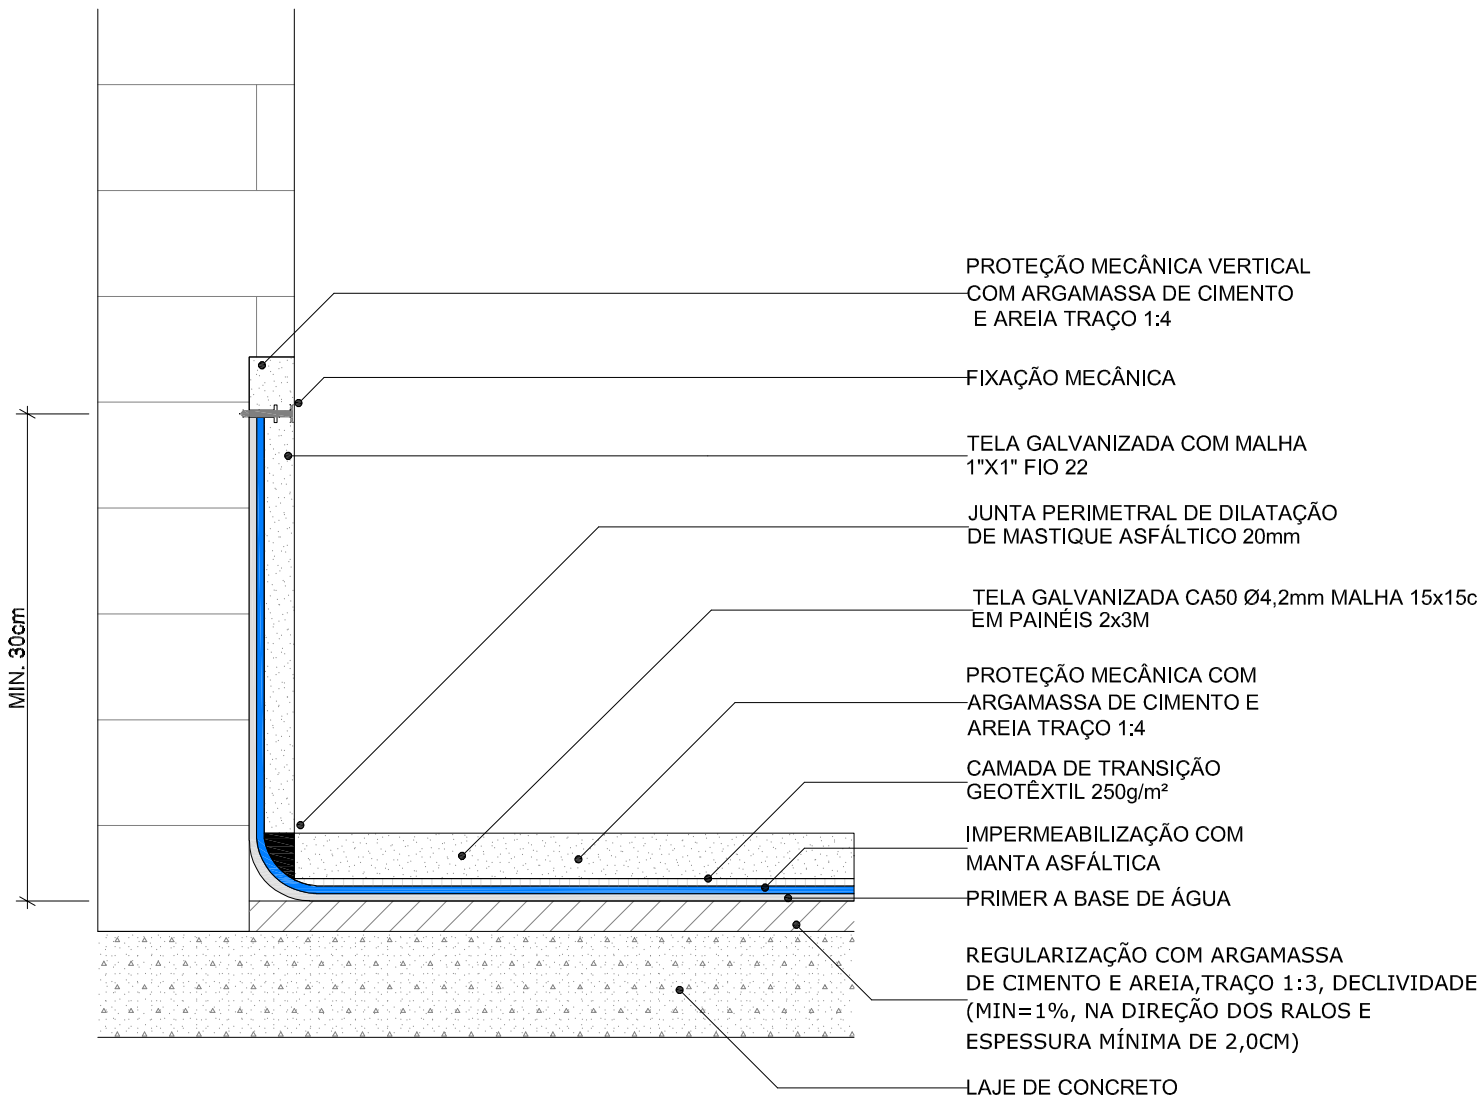 PROTEÇÃO MECÂNICA VERTICAL
COM ARGAMASSA DE CIMENTO
E AREIA TRAÇO 1:4
FIXAÇÃO MECÂNICA
TELA GALVANIZADA COM MALHA
1"X1" FIO 22
JUNTA PERIMETRAL DE DILATAÇÃO
DE MASTIQUE ASFÁLTICO 20mm
TELA GALVANIZADA CA50 Ø4,2mm MALHA 15x15c
EM PAINÉIS 2x3M
PROTEÇÃO MECÂNICA COM
ARGAMASSA DE CIMENTO E
AREIA TRAÇO 1:4
CAMADA DE TRANSIÇÃO
GEOTÊXTIL 250g/m²
IMPERMEABILIZAÇÃO COM
MANTA ASFÁLTICA
PRIMER A BASE DE ÁGUA
REGULARIZAÇÃO COM ARGAMASSA
DE CIMENTO E AREIA,TRAÇO 1:3, DECLIVIDADE
(MIN=1%, NA DIREÇÃO DOS RALOS E
ESPESSURA MÍNIMA DE 2,0CM)
LAJE DE CONCRETO
MIN. 30cm